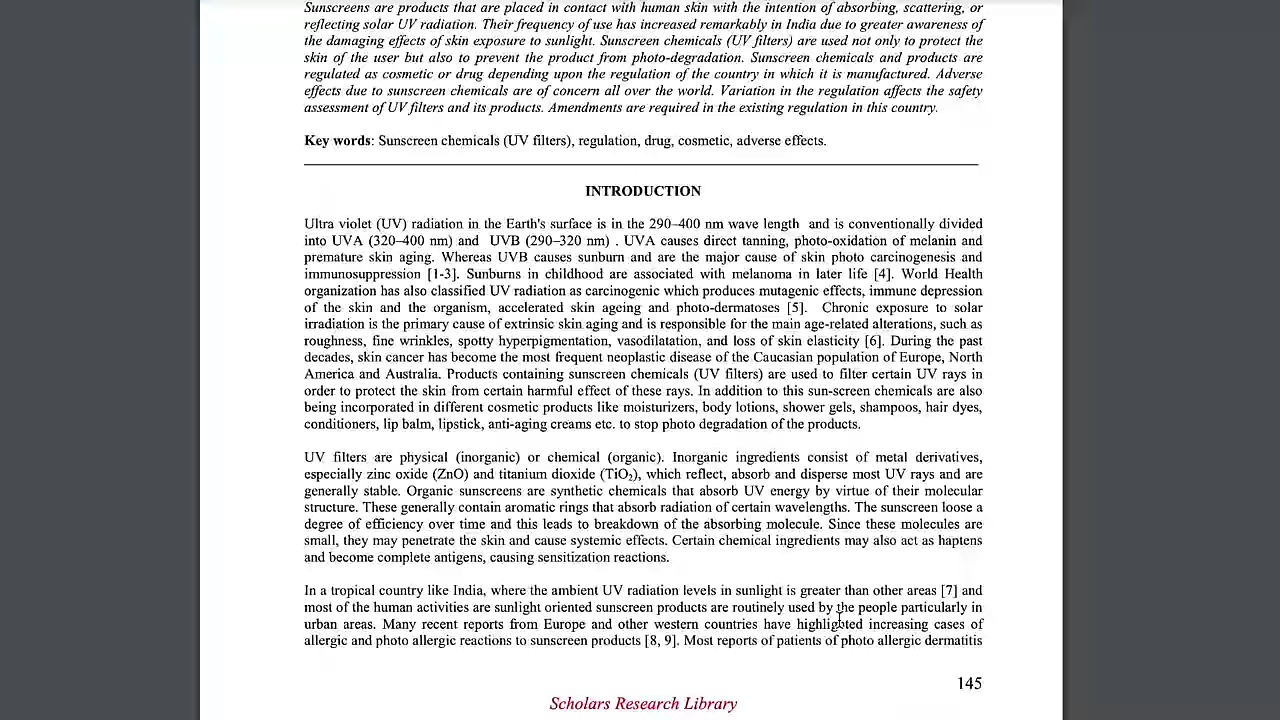 Sunscreens are products that are placed in contact with human skin with the intention of absorbing, scattering, or
reflecting solar UV radiation. Their frequency of use has increased remarkably in India due to greater awareness of
the damaging effects of skin exposure to sunlight. Sunscreen chemicals (UV filters) are used not only to protect the
skin of the user but also to prevent the product from photo-degradation. Sunscreen chemicals and products are
regulated as cosmetic or drug depending upon the regulation of the country in which it is manufactured. Adverse
effects due to sunscreen chemicals are of concern all over the world. Variation in the regulation affects the safety
assessment of UV filters and its products. Amendments are required in the existing regulation in this country.
Key words: Sunscreen chemicals (UV filters), regulation, drug, cosmetic, adverse effects.
INTRODUCTION
Ultra violet (UV) radiation in the Earth's surface is in the 290–400 nm wave length and is conventionally divided
into UVA (320–400 nm) and UVB (290–320 nm) . UVA causes direct tanning, photo-oxidation of melanin and
premature skin aging. Whereas UVB causes sunburn and are the major cause of skin photo carcinogenesis and
immunosuppression [1-3]. Sunburns in childhood are associated with melanoma in later life [4]. World Health
organization has also classified UV radiation as carcinogenic which produces mutagenic effects, immune depression
of the skin and the organism, accelerated skin ageing and photo-dermatoses [5]. Chronic exposure to solar
irradiation is the primary cause of extrinsic skin aging and is responsible for the main age-related alterations, such as
roughness, fine wrinkles, spotty hyperpigmentation, vasodilatation, and loss of skin elasticity [6]. During the past
decades, skin cancer has become the most frequent neoplastic disease of the Caucasian population of Europe, North
America and Australia. Products containing sunscreen chemicals (UV filters) are used to filter certain UV rays in
order to protect the skin from certain harmful effect of these rays. In addition to this sun-screen chemicals are also
being incorporated in different cosmetic products like moisturizers, body lotions, shower gels, shampoos, hair dyes,
conditioners, lip balm, lipstick, anti-aging creams etc. to stop photo degradation of the products.
UV filters are physical (inorganic) or chemical (organic). Inorganic ingredients consist of metal derivatives,
especially zinc oxide (ZnO) and titanium dioxide (TiO₂), which reflect, absorb and disperse most UV rays and are
generally stable. Organic sunscreens are synthetic chemicals that absorb UV energy by virtue of their molecular
structure. These generally contain aromatic rings that absorb radiation of certain wavelengths. The sunscreen loose a
degree of efficiency over time and this leads to breakdown of the absorbing molecule. Since these molecules are
small, they may penetrate the skin and cause systemic effects. Certain chemical ingredients may also act as haptens
and become complete antigens, causing sensitization reactions.
In a tropical country like India, where the ambient UV radiation levels in sunlight is greater than other areas [7] and
most of the human activities are sunlight oriented sunscreen products are routinely used by the people particularly in
urban areas. Many recent reports from Europe and other western countries have highlighted increasing cases of
allergic and photo allergic reactions to sunscreen products [8, 9]. Most reports of patients of photo allergic dermatitis
145
Scholars Research Library